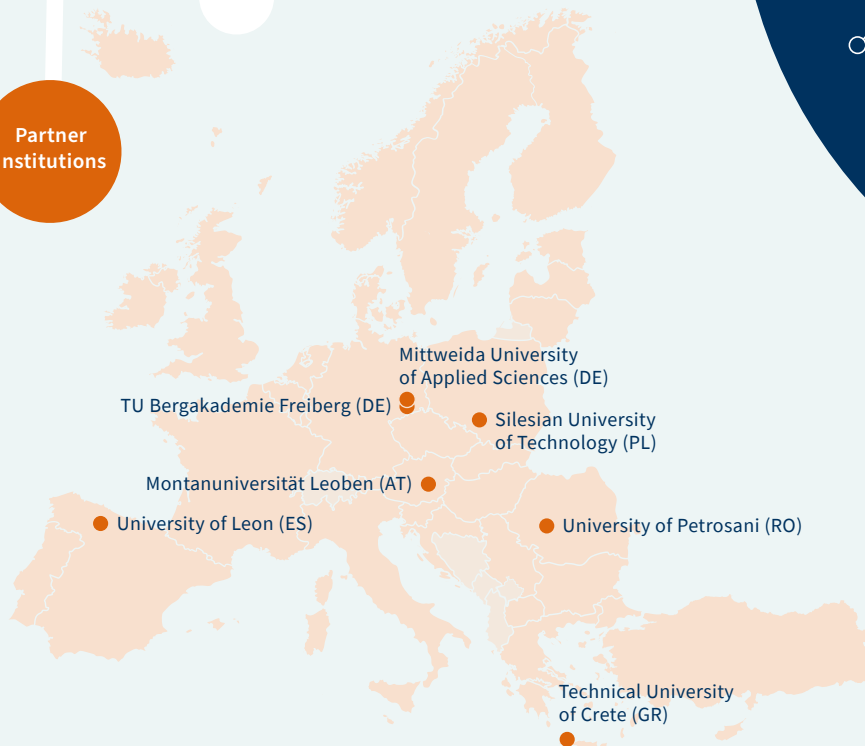 Partner
nstitutions
Mittweida University
of Applied Sciences (DE)
TU Bergakademie Freiberg (DE)
Silesian University
of Technology (PL)
Montanuniversität Leoben (AT)
University of Leon (ES)
University of Petrosani (RO)
Technical University
of Crete (GR)